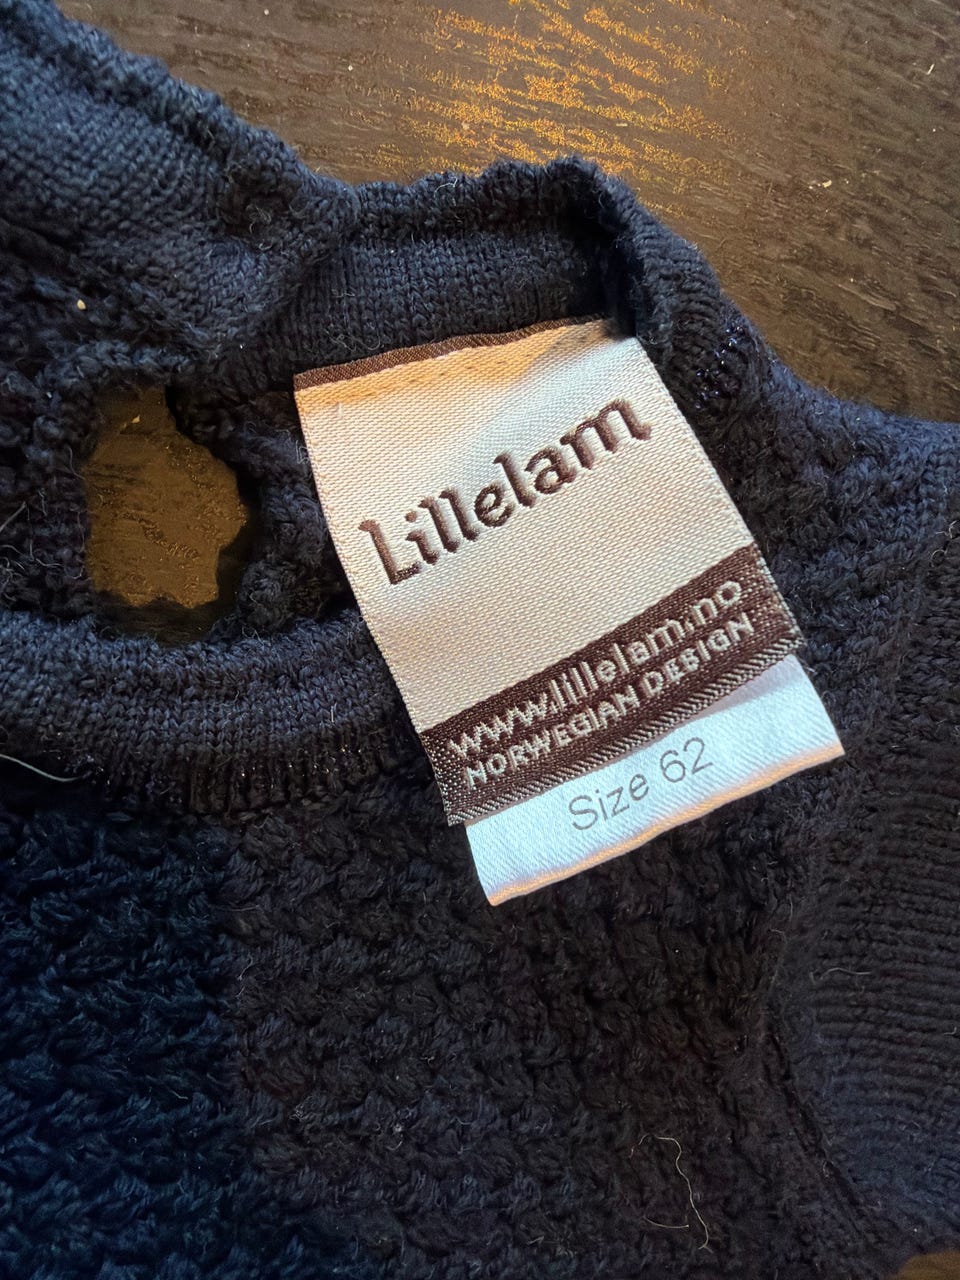 Lillelam
www.lillelam.no
NORWEGIAN DESIGN
Size 62